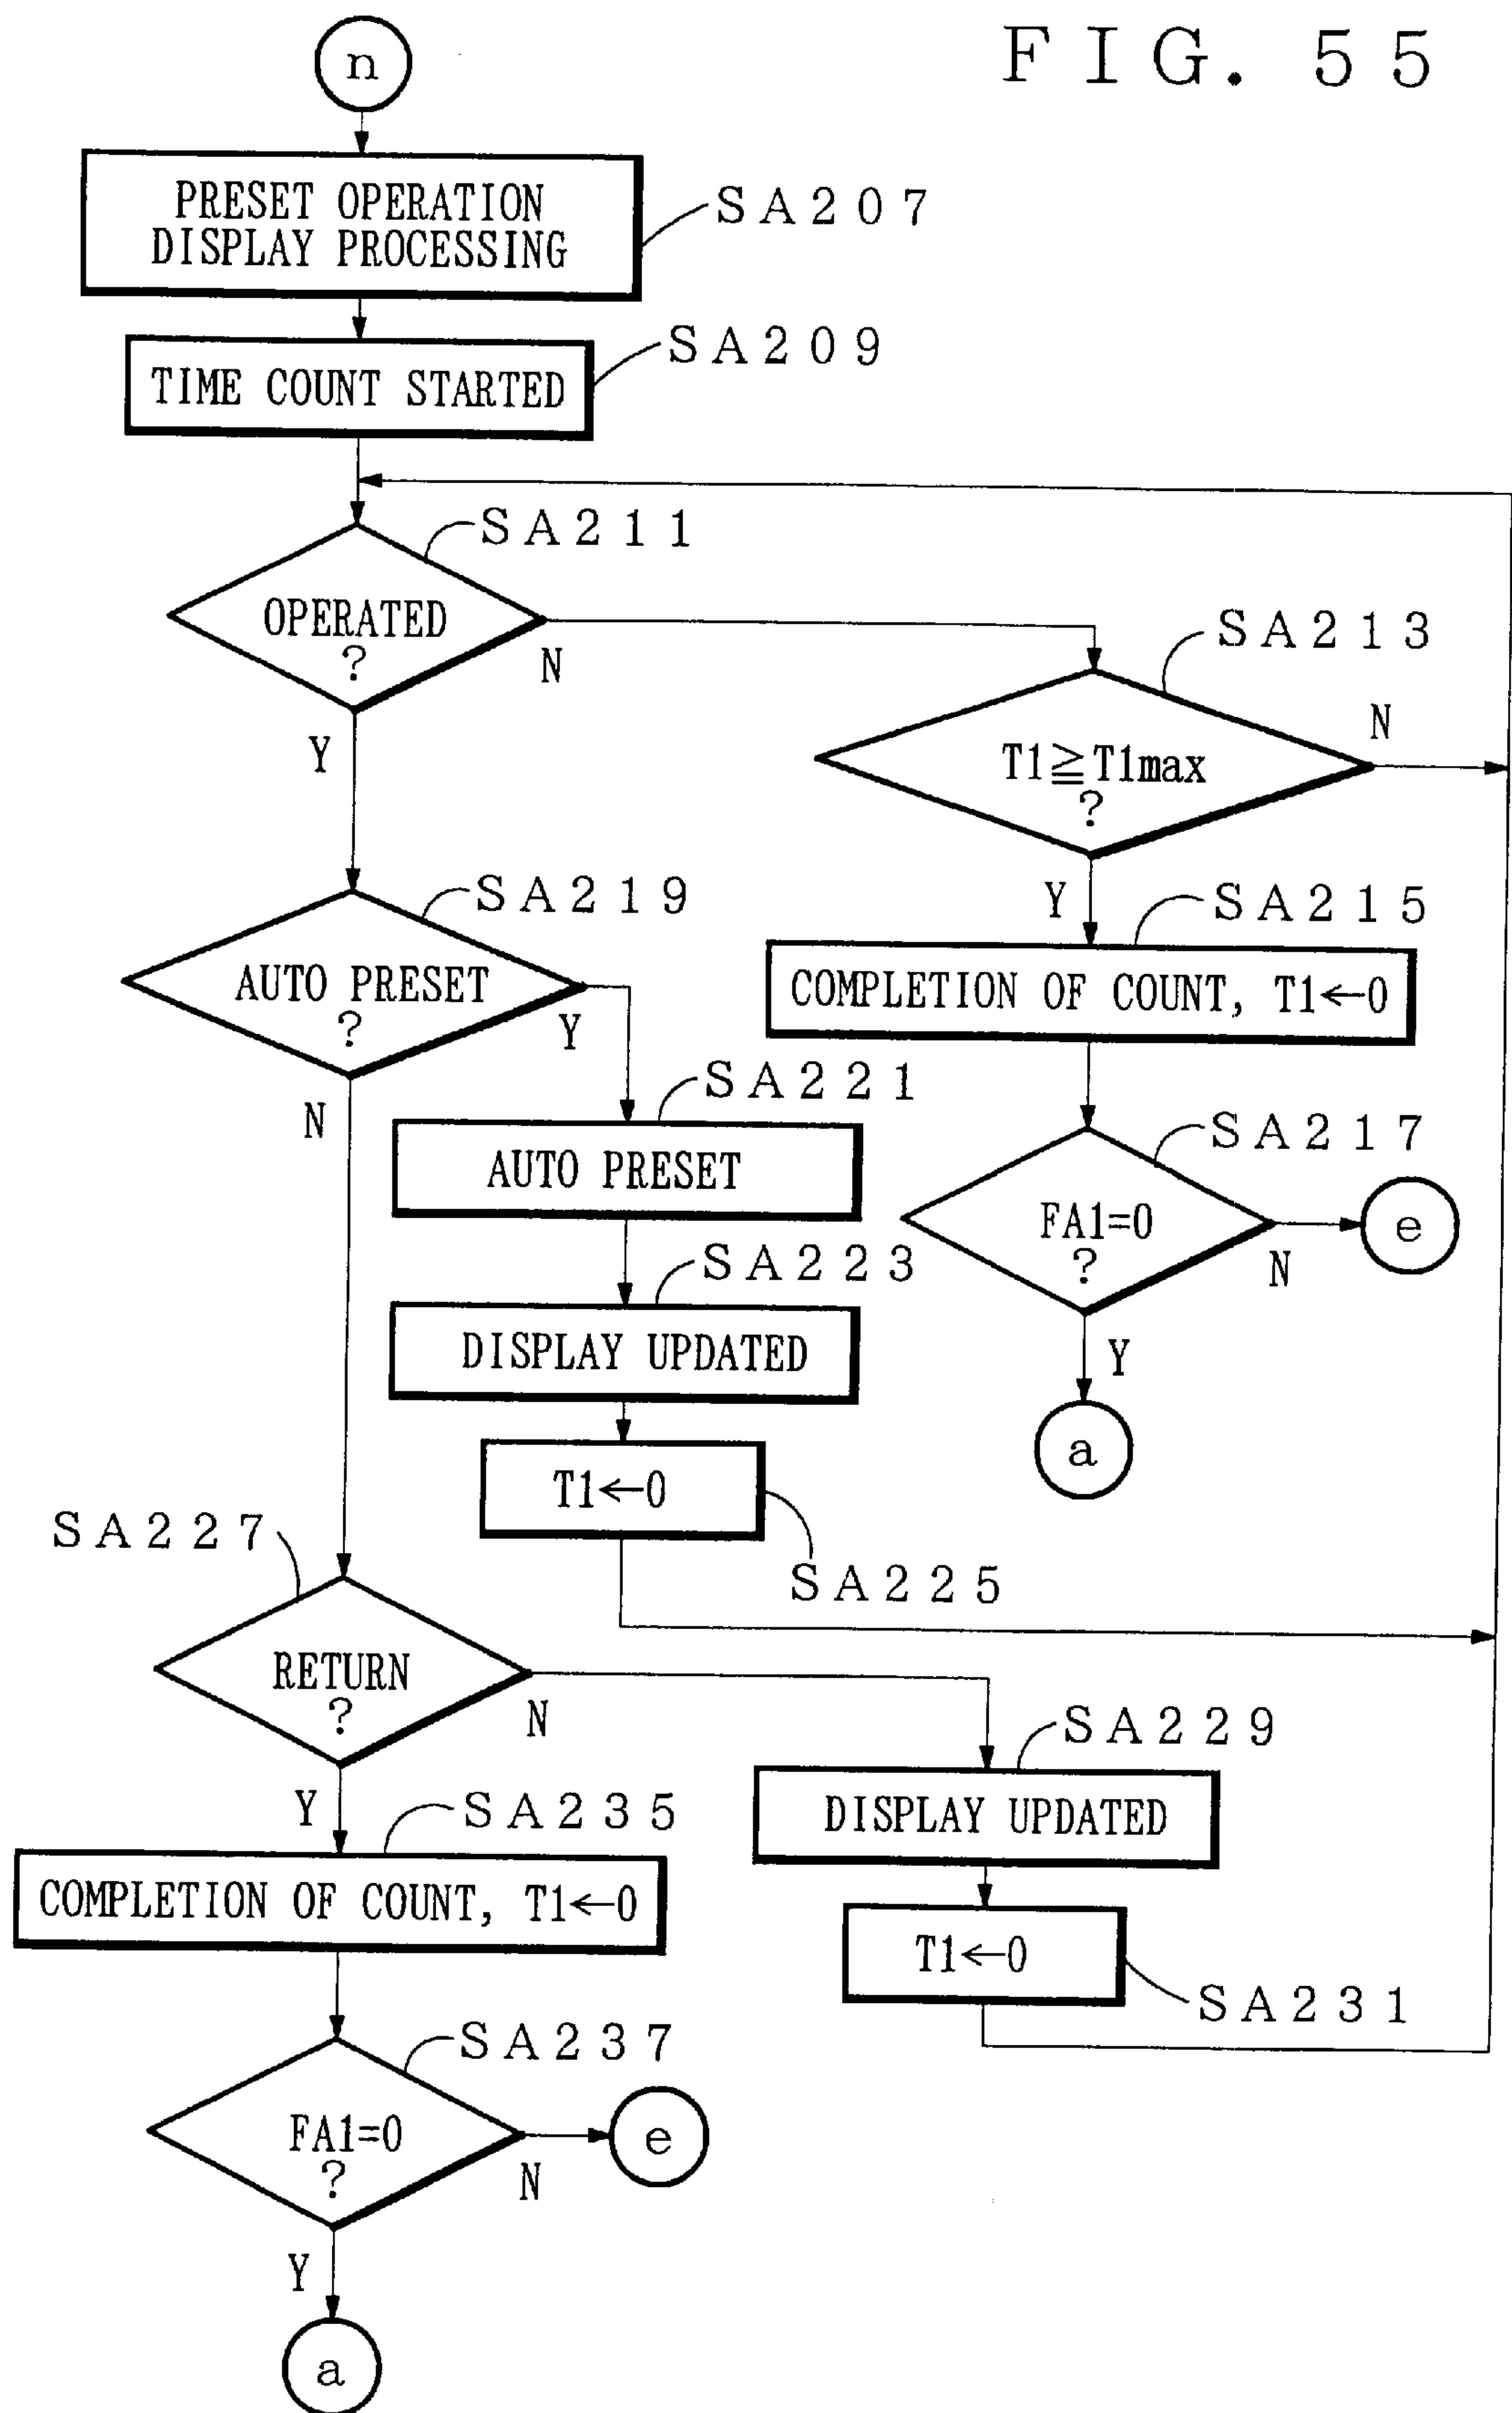 FIG. 55
n
PRESET OPERATION
DISPLAY PROCESSING
SA207
TIME COUNT STARTED
SA209
SA211
OPERATED
?
N
Y
SA213
T1≧T1max
?
N
Y
SA215
COMPLETION OF COUNT, T1←0
SA217
FA1=0
?
N
e
Y
a
SA219
AUTO PRESET
?
Y
N
SA221
AUTO PRESET
SA223
DISPLAY UPDATED
T1←0
SA225
SA227
RETURN
?
N
Y
SA229
DISPLAY UPDATED
T1←0
SA231
SA235
COMPLETION OF COUNT, T1←0
SA237
FA1=0
?
N
e
Y
a